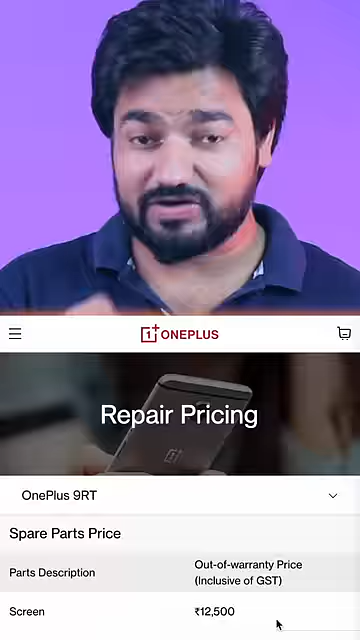 ONEPLUS
Repair Pricing
OnePlus 9RT
Spare Parts Price
Parts Description
Out-of-warranty Price
(Inclusive of GST)
Screen
₹12,500